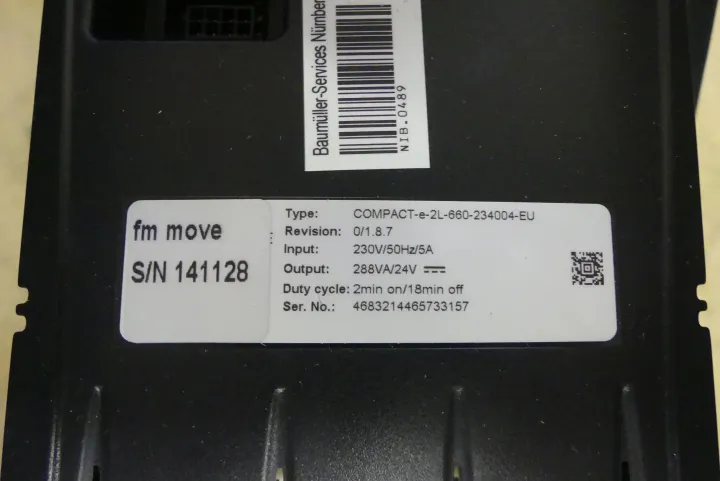 Baumüller-Services Nürnber
NIB.0489
fm move
S/N 141128
Type: COMPACT-e-2L-660-234004-EU
Revision: 0/1.8.7
Input: 230V/50Hz/5A
Output: 288VA/24V
Duty cycle: 2min on/18min off
Ser. No.: 4683214465733157